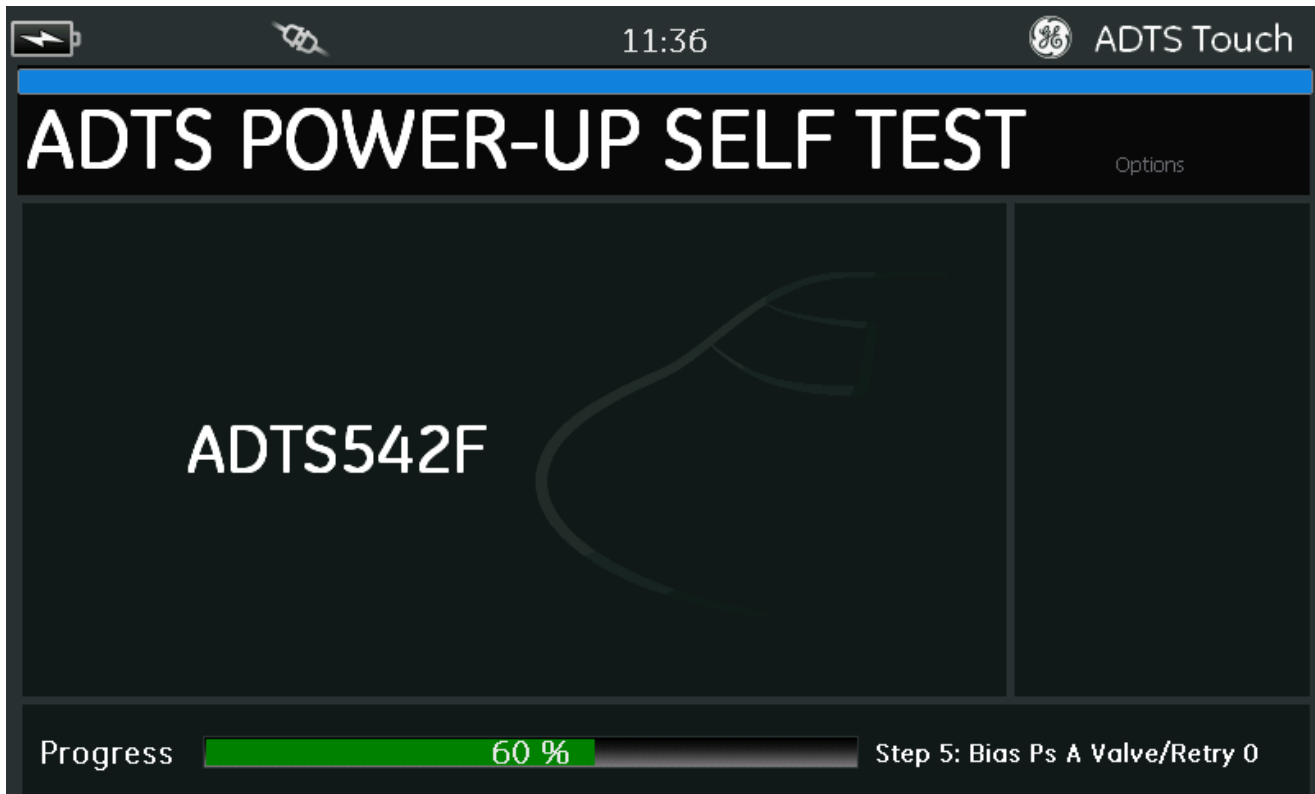 11:36 ADTS Touch
ADTS POWER-UP SELF TEST
Options
ADTS542F
Progress 60 % Step 5: Bias Ps A Valve/Retry 0